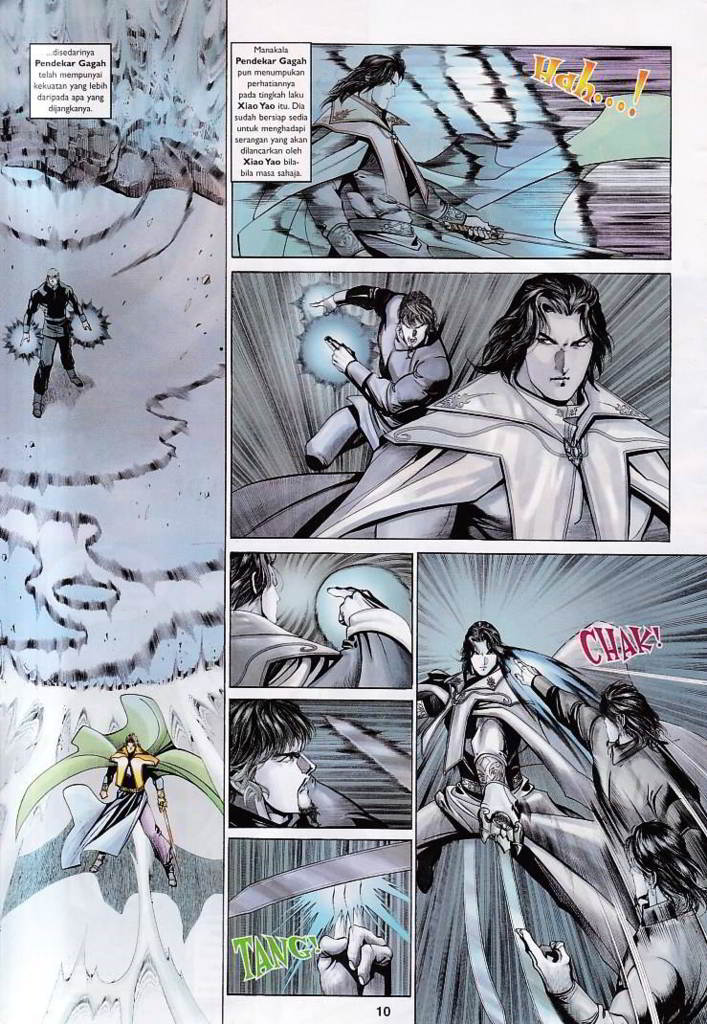 ...disedarinya
Pendekar Gagah
telah mempunyai
kekuatan yang lebih
daripada apa yang
dijangkanya.
Manakala
Pendekar Gagah
pun menumpukan
perhatiannya
pada tingkah laku
Xiao Yao itu. Dia
sudah bersiap sedia
untuk menghadapi
serangan yang akan
dilancarkan oleh
Xiao Yao bila-
bila masa sahaja.
Hah...!
CHAK!
TANG!
10